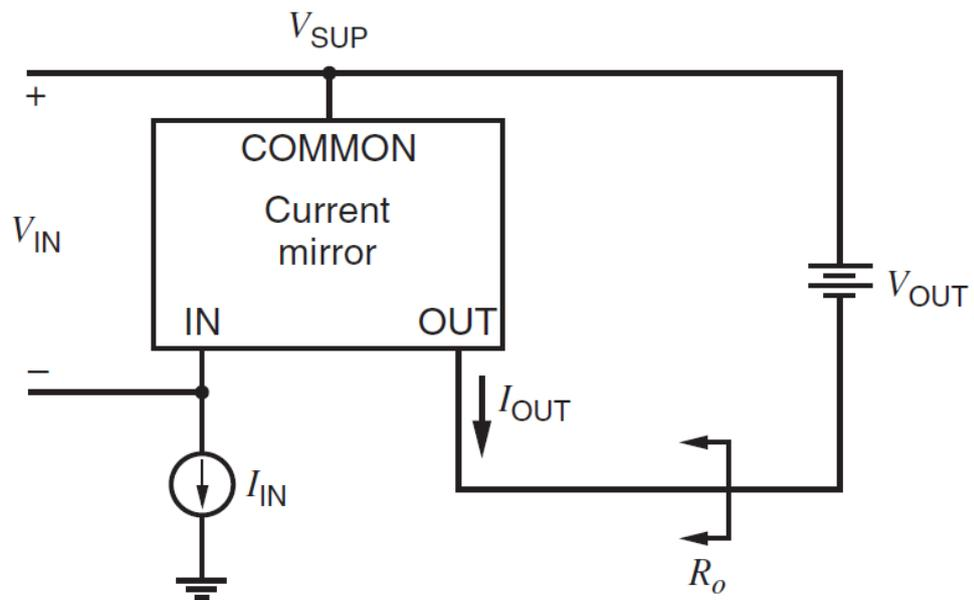 V_SUP
+
COMMON
Current
mirror
V_IN
IN
OUT
V_OUT
−
I_OUT
I_IN
R_o